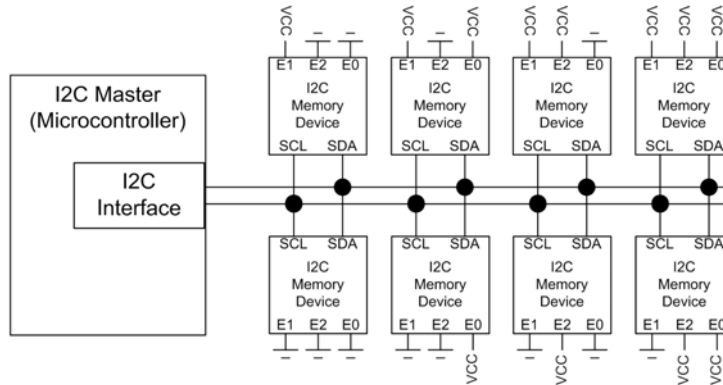 VCC VCC VCC VCC VCC VCC VCC
E1 E2 E0 E1 E2 E0 E1 E2 E0 E1 E2 E0
I2C Master
(Microcontroller)
I2C
Memory
Device
I2C
Memory
Device
I2C
Memory
Device
I2C
Memory
Device
SCL SDA SCL SDA SCL SDA SCL SDA
I2C
Interface
SCL SDA SCL SDA SCL SDA SCL SDA
I2C
Memory
Device
I2C
Memory
Device
I2C
Memory
Device
I2C
Memory
Device
E1 E2 E0 E1 E2 E0 E1 E2 E0 E1 E2 E0
VCC VCC VCC VCC